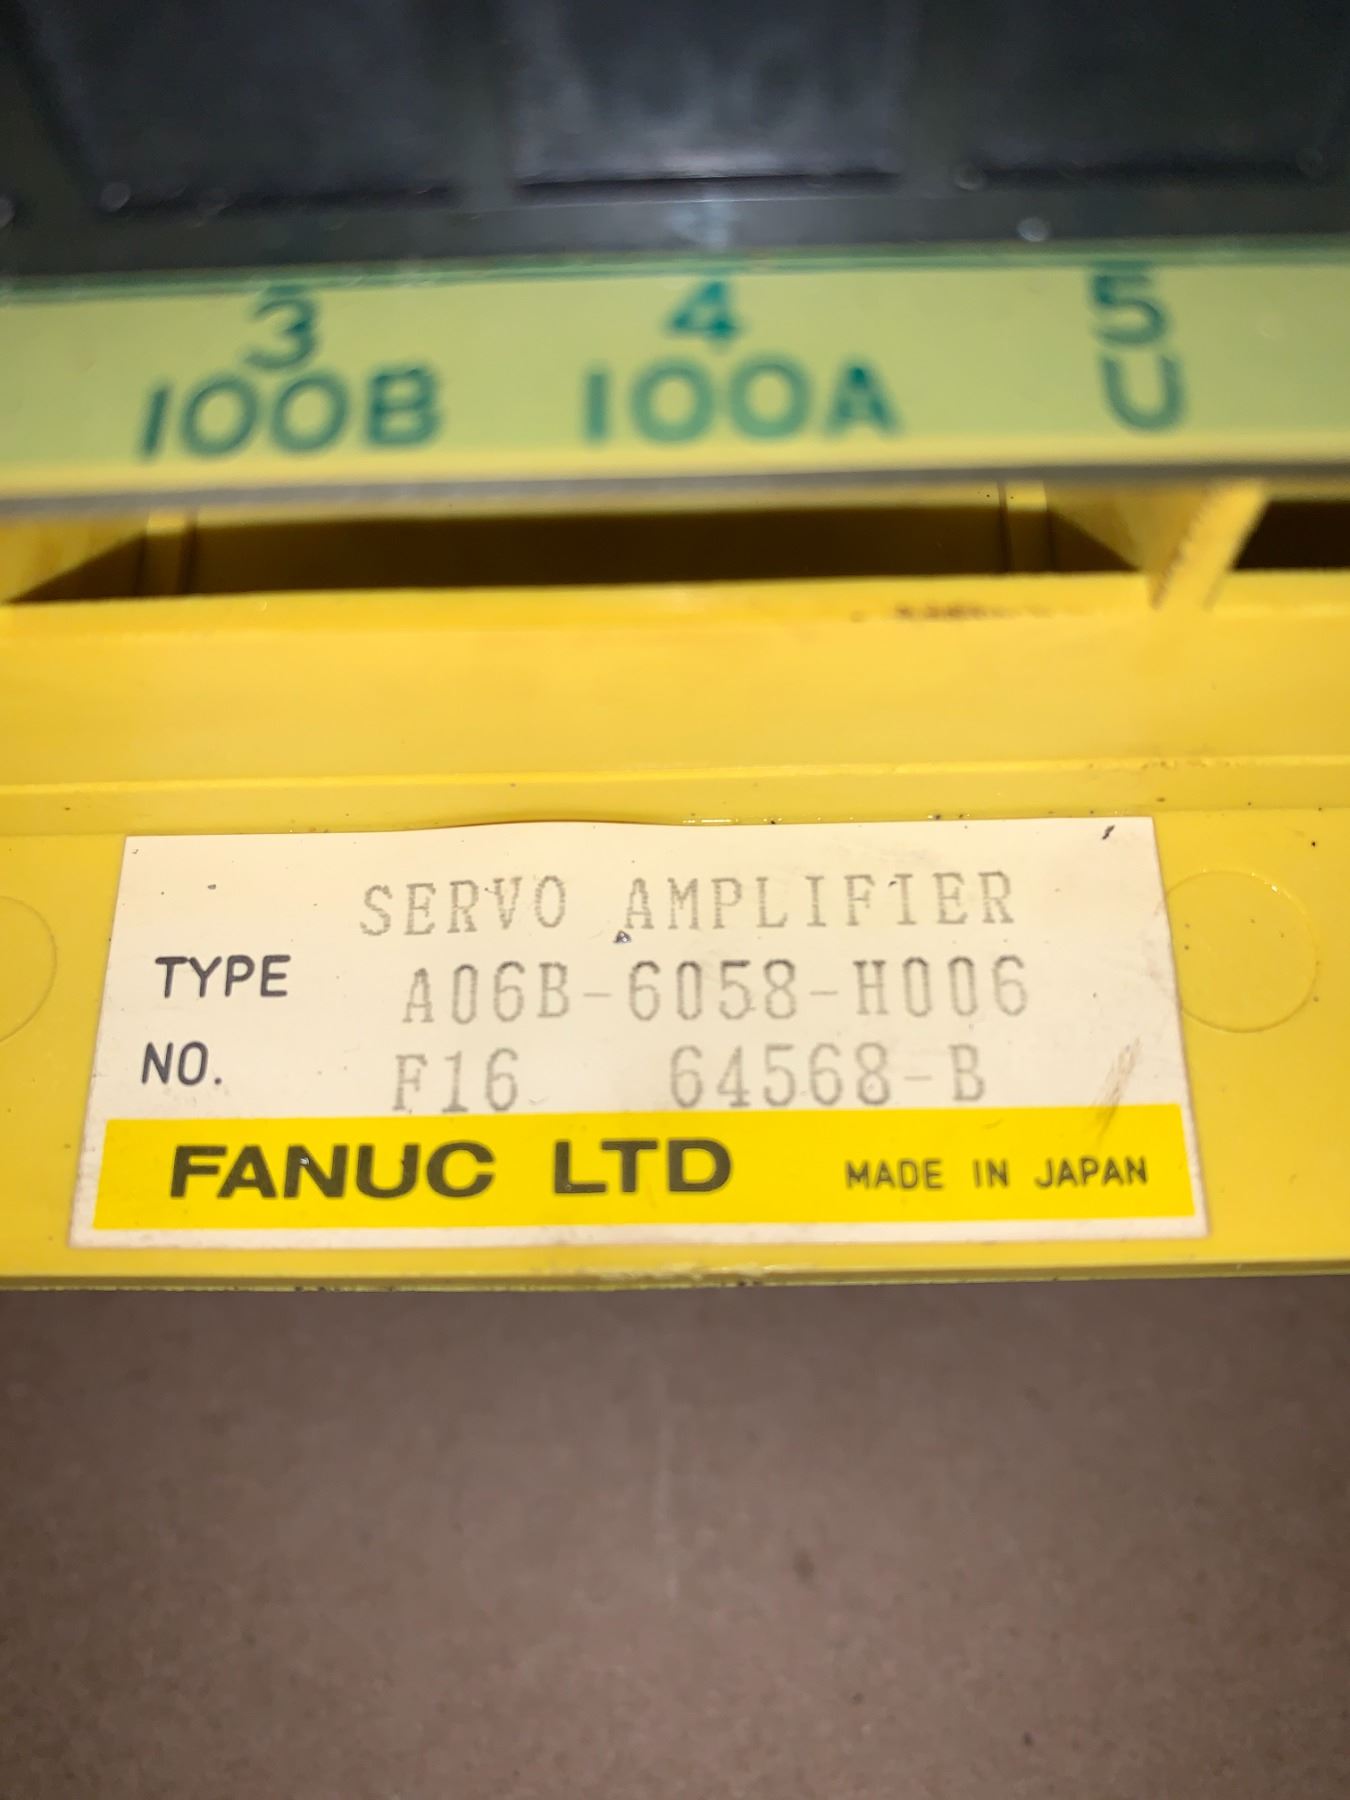 3 4 5
100B 100A U
SERVO AMPLIFIER
TYPE A06B-6058-H006
NO. F16 64568-B
FANUC LTD MADE IN JAPAN